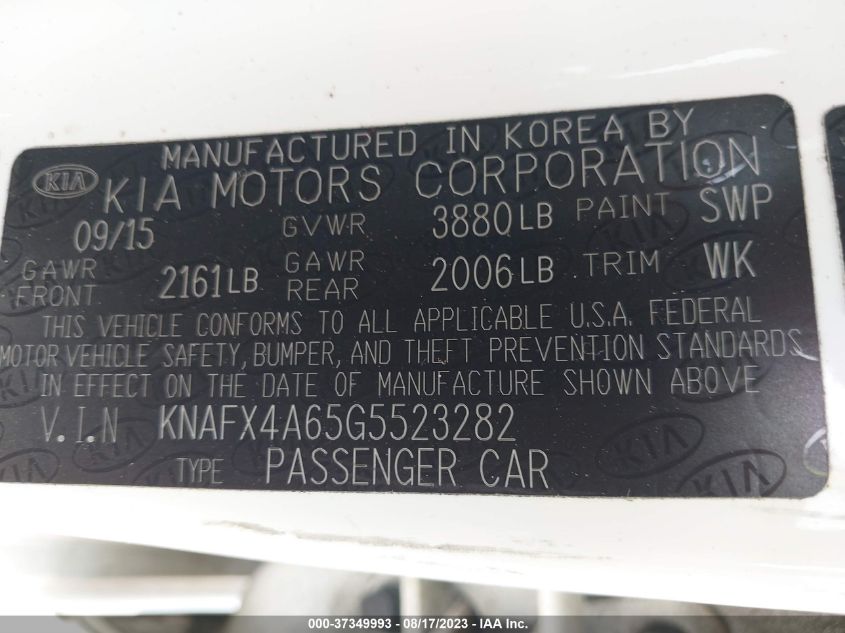 MANUFACTURED IN KOREA BY
KIA KIA MOTORS CORPORATION
09/15 GVWR 3880LB PAINT SWP
GAWR FRONT 2161LB GAWR REAR 2006LB TRIM WK
THIS VEHICLE CONFORMS TO ALL APPLICABLE U.S.A. FEDERAL
MOTOR VEHICLE SAFETY, BUMPER, AND THEFT PREVENTION STANDARDS
IN EFFECT ON THE DATE OF MANUFACTURE SHOWN ABOVE
V.I.N KNAFX4A65G5523282
TYPE PASSENGER CAR
000-37349993 - 08/17/2023 - IAA Inc.